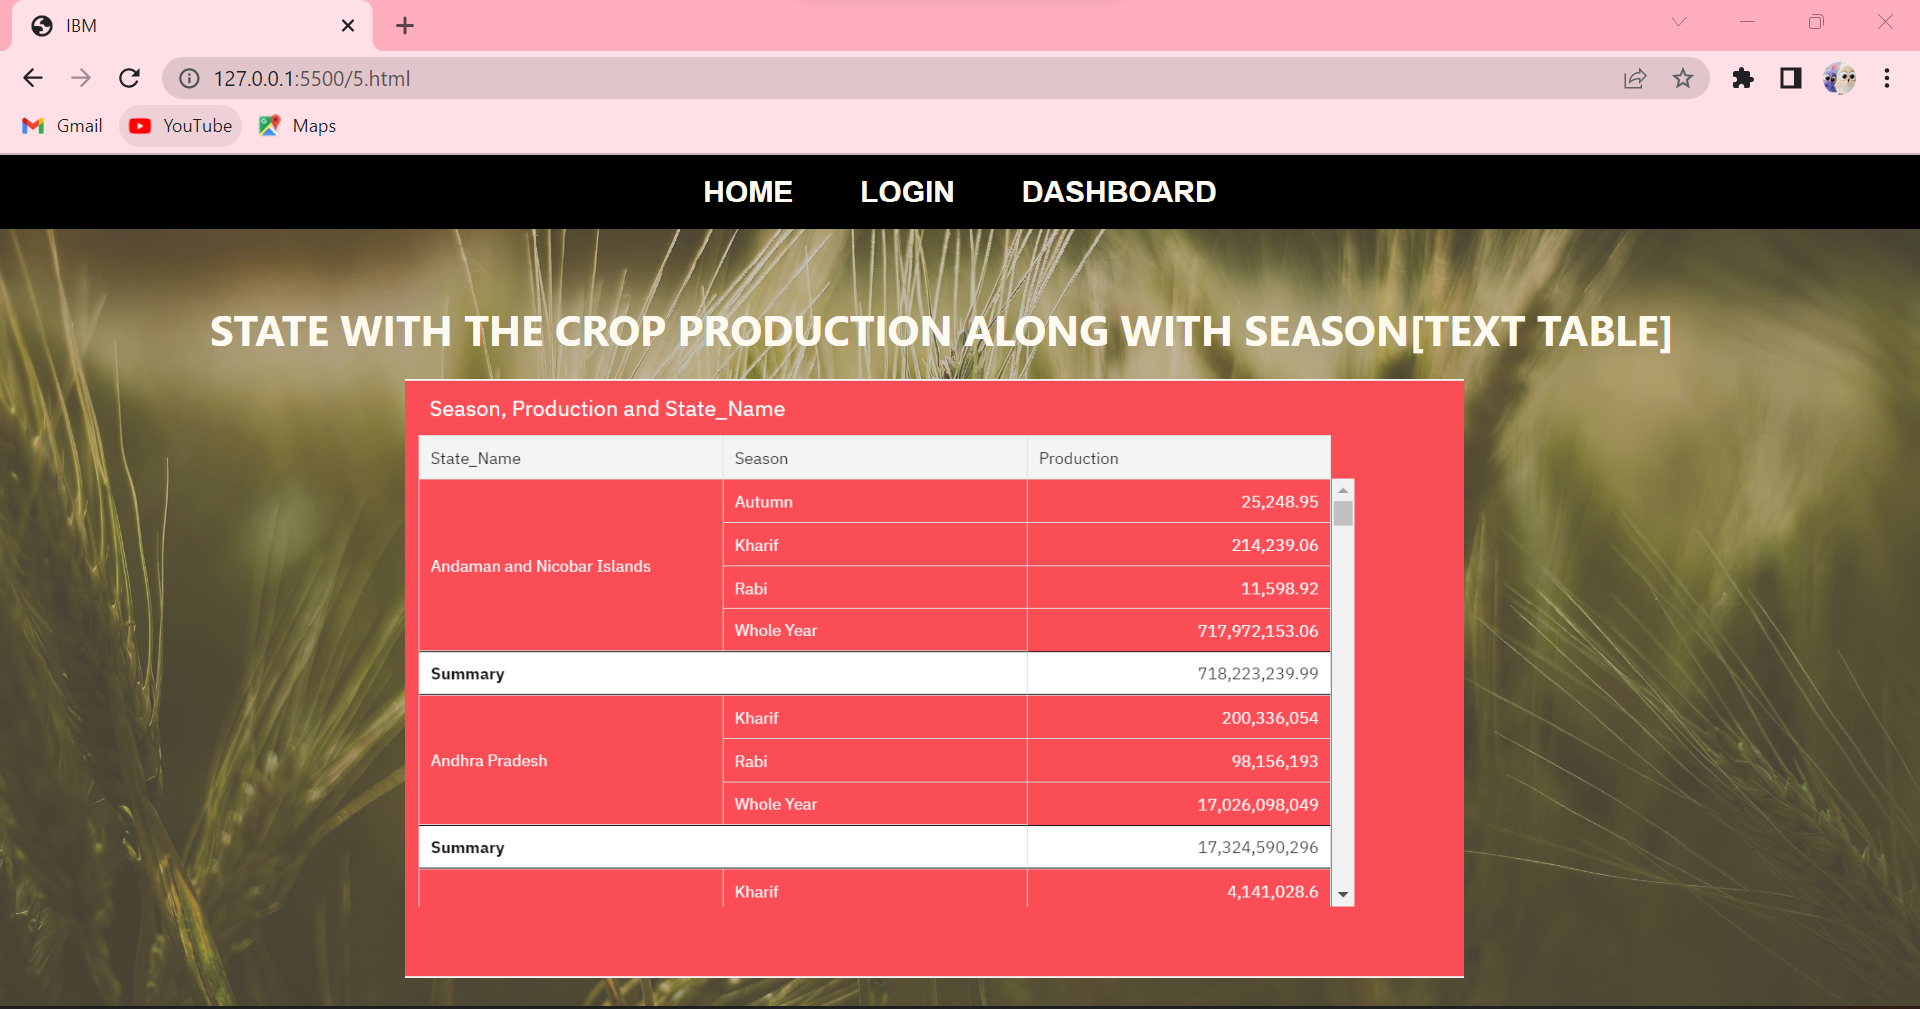 IBM
127.0.0.1:5500/5.html
Gmail YouTube Maps
HOME LOGIN DASHBOARD
STATE WITH THE CROP PRODUCTION ALONG WITH SEASON[TEXT TABLE]
Season, Production and State_Name
State_Name Season Production
Autumn 25,248.95
Kharif 214,239.06
Andaman and Nicobar Islands
Rabi 11,598.92
Whole Year 717,972,153.06
Summary 718,223,239.99
Kharif 200,336,054
Andhra Pradesh Rabi 98,156,193
Whole Year 17,026,098,049
Summary 17,324,590,296
Kharif 4,141,028.6